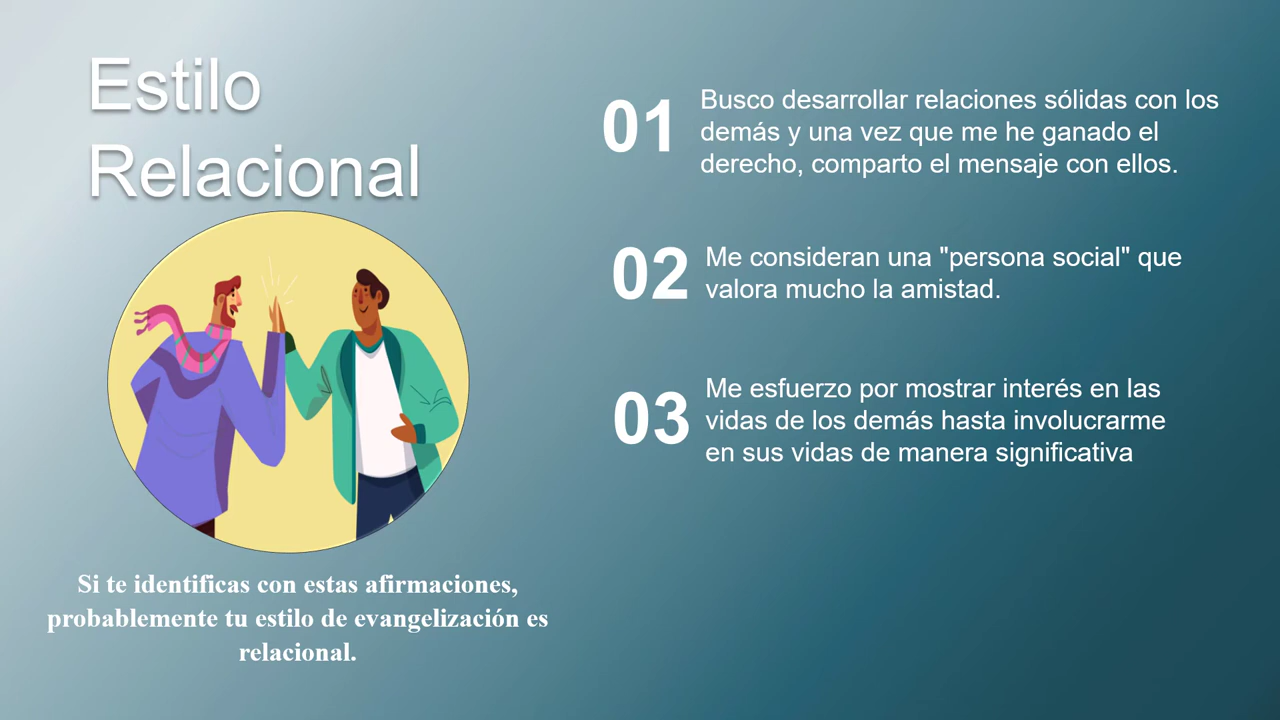 Estilo
Relacional
01
Busco desarrollar relaciones sólidas con los
demás y una vez que me he ganado el
derecho, comparto el mensaje con ellos.
02
Me consideran una "persona social" que
valora mucho la amistad.
03
Me esfuerzo por mostrar interés en las
vidas de los demás hasta involucrarme
en sus vidas de manera significativa
Si te identificas con estas afirmaciones,
probablemente tu estilo de evangelización es
relacional.